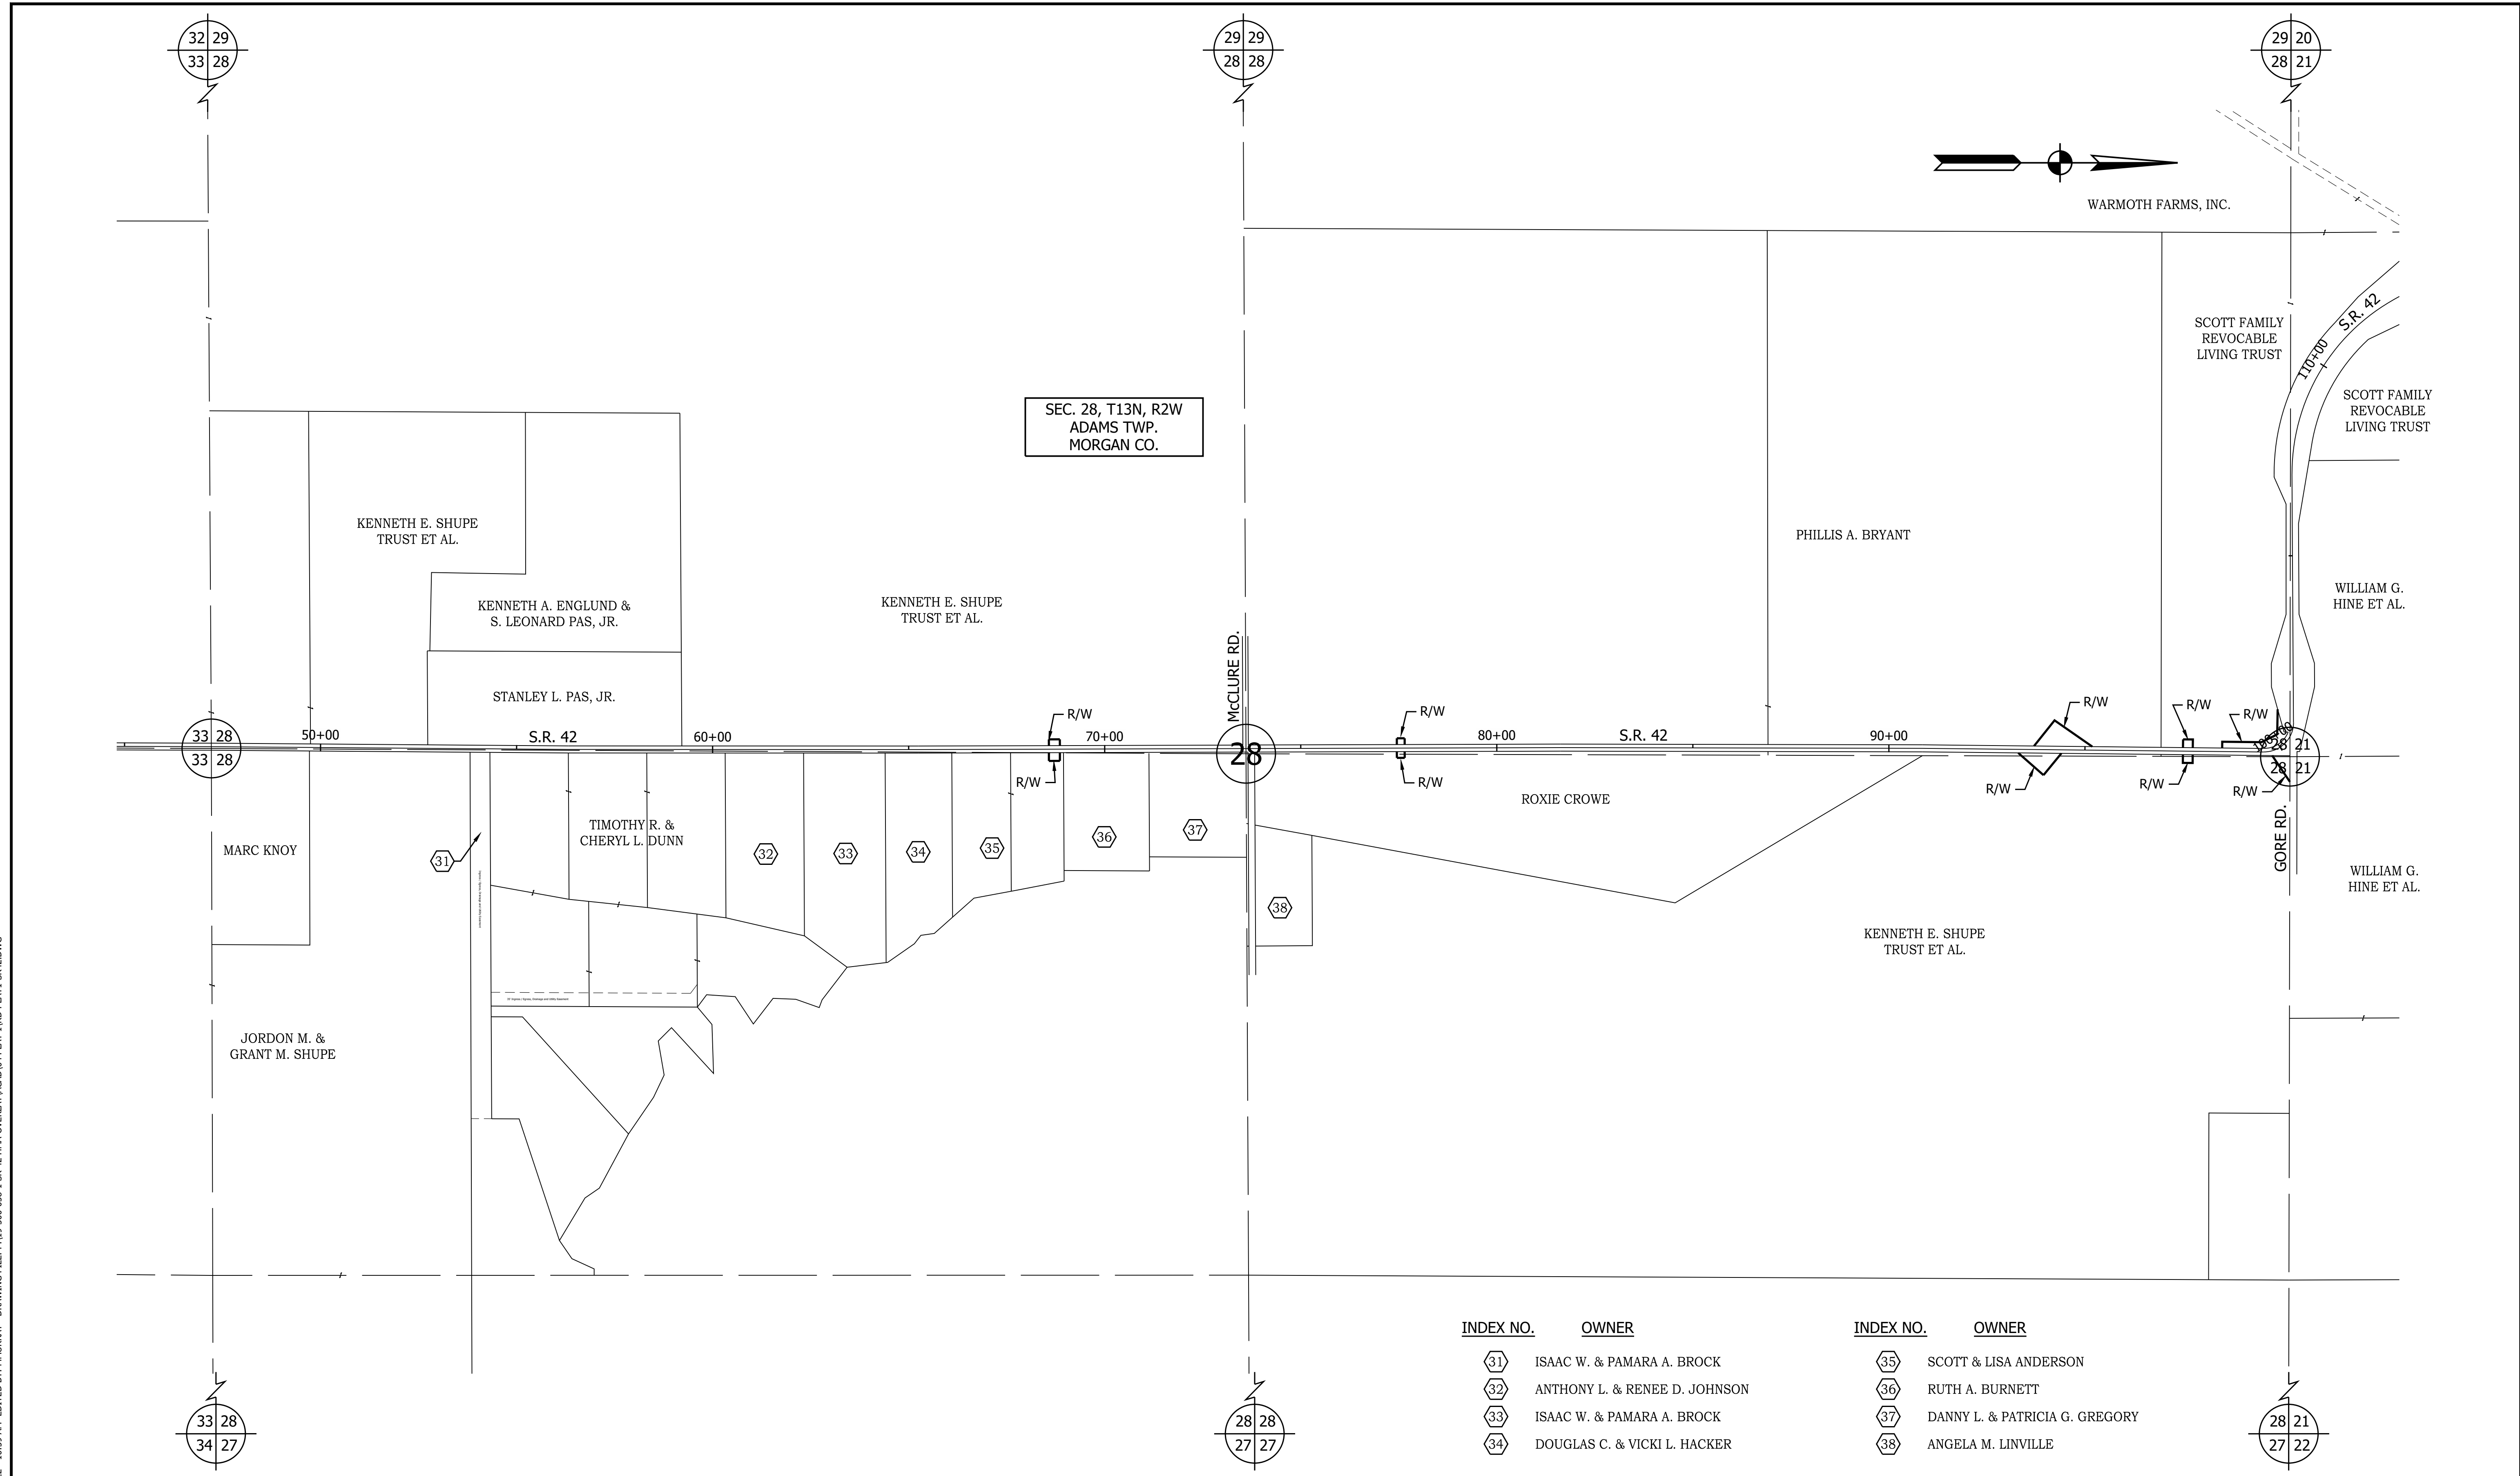 32 29
33 28
29 29
28 28
29 20
28 21
WARMOTH FARMS, INC.
SCOTT FAMILY
REVOCABLE
LIVING TRUST
S.R. 42
110+00
SCOTT FAMILY
REVOCABLE
LIVING TRUST
SEC. 28, T13N, R2W
ADAMS TWP.
MORGAN CO.
KENNETH E. SHUPE
TRUST ET AL.
PHILLIS A. BRYANT
KENNETH A. ENGLUND &
S. LEONARD PAS, JR.
KENNETH E. SHUPE
TRUST ET AL.
WILLIAM G.
HINE ET AL.
STANLEY L. PAS, JR.
McCLURE RD.
R/W
R/W
R/W
R/W
R/W
33 28
33 28
50+00
S.R. 42
60+00
70+00
28
80+00
S.R. 42
90+00
100+00
28 21
28 21
R/W
R/W
R/W
R/W
R/W
ROXIE CROWE
GORE RD.
MARC KNOY
31
TIMOTHY R. &
CHERYL L. DUNN
32
33
34
35
36
37
38
WILLIAM G.
HINE ET AL.
KENNETH E. SHUPE
TRUST ET AL.
JORDON M. &
GRANT M. SHUPE
INDEX NO. OWNER
31 ISAAC W. & PAMARA A. BROCK
32 ANTHONY L. & RENEE D. JOHNSON
33 ISAAC W. & PAMARA A. BROCK
34 DOUGLAS C. & VICKI L. HACKER
INDEX NO. OWNER
35 SCOTT & LISA ANDERSON
36 RUTH A. BURNETT
37 DANNY L. & PATRICIA G. GREGORY
38 ANGELA M. LINVILLE
33 28
34 27
28 28
27 27
28 21
27 22